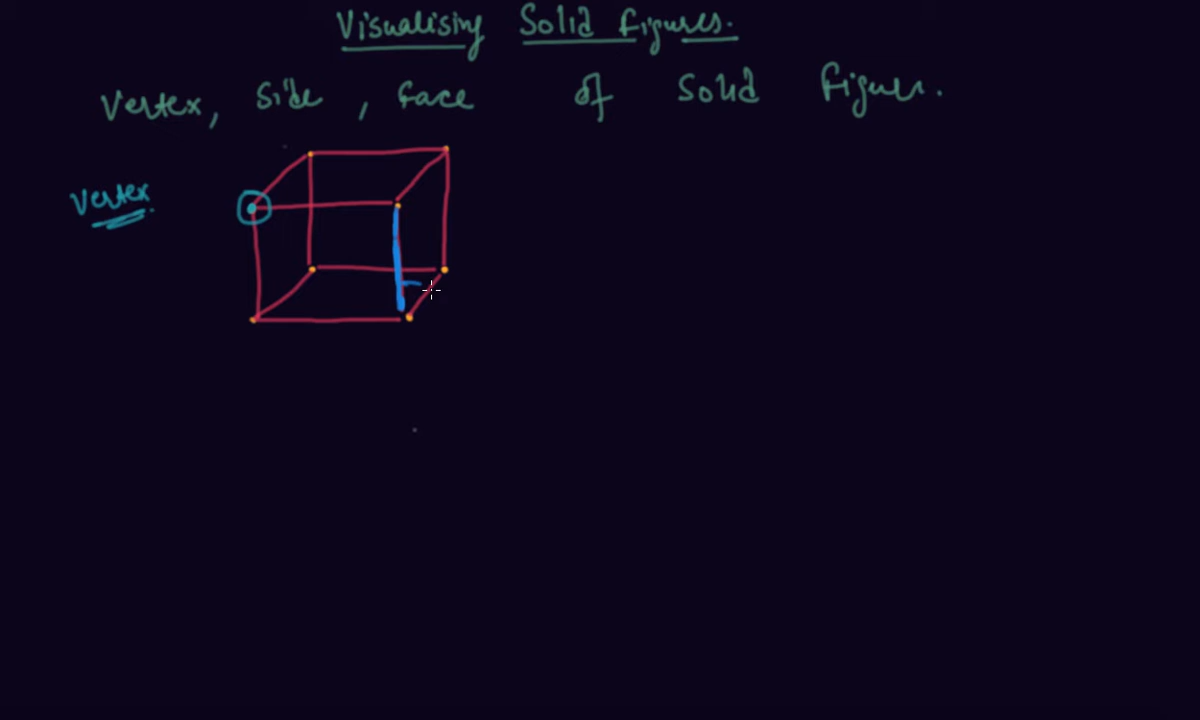 Visualising Solid figures.
Vertex, Side, face of Solid figure.
Vertex